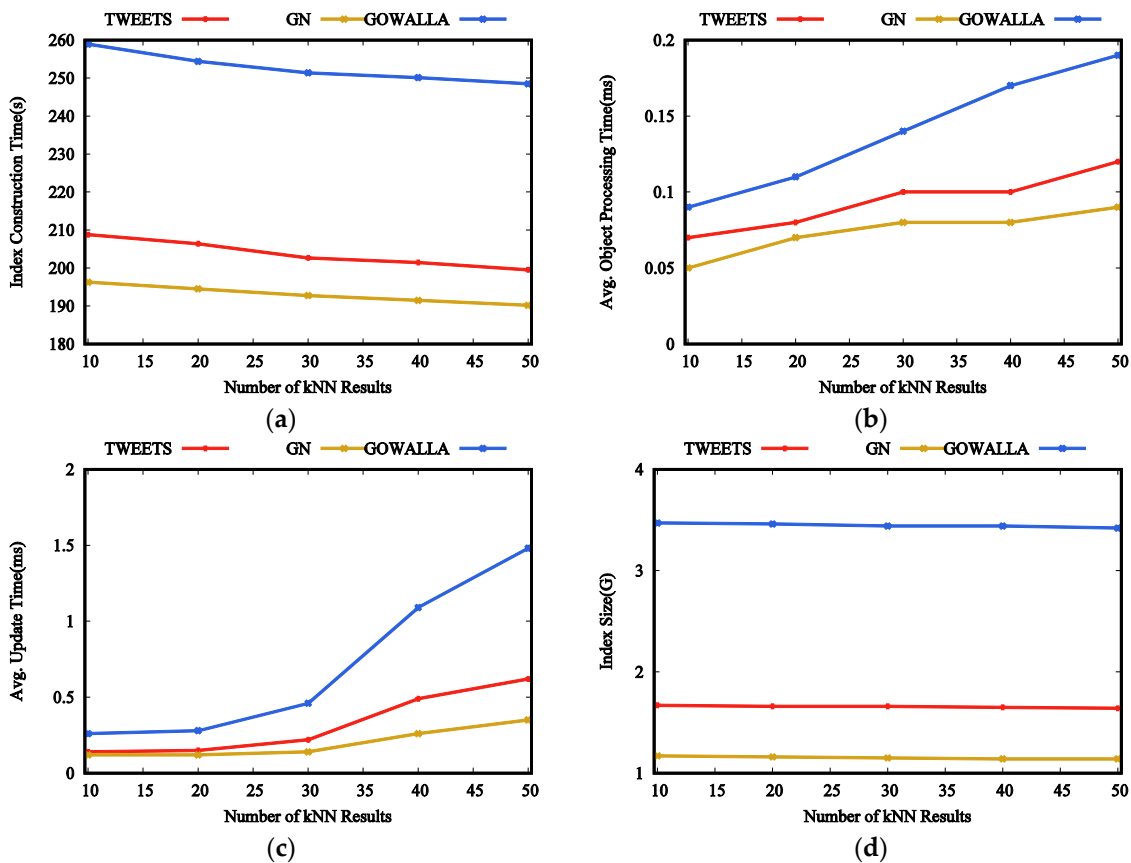 TWEETS GN GOWALLA
Index Construction Time(s)
260
250
240
230
220
210
200
190
180
10 15 20 25 30 35 40 45 50
Number of kNN Results
(a)
TWEETS GN GOWALLA
Avg. Object Processing Time(ms)
0.2
0.15
0.1
0.05
0
10 15 20 25 30 35 40 45 50
Number of kNN Results
(b)
TWEETS GN GOWALLA
Avg. Update Time(ms)
2
1.5
1
0.5
0
10 15 20 25 30 35 40 45 50
Number of kNN Results
(c)
TWEETS GN GOWALLA
Index Size(G)
4
3
2
1
10 15 20 25 30 35 40 45 50
Number of kNN Results
(d)